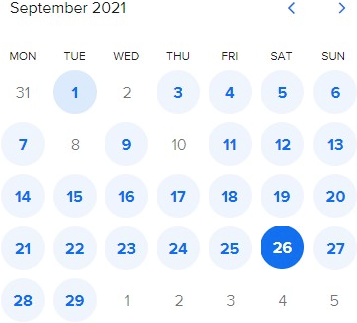 September 2021
MON TUE WED THU FRI SAT SUN
31 1 2 3 4 5 6
7 8 9 10 11 12 13
14 15 16 17 18 19 20
21 22 23 24 25 26 27
28 29 1 2 3 4 5